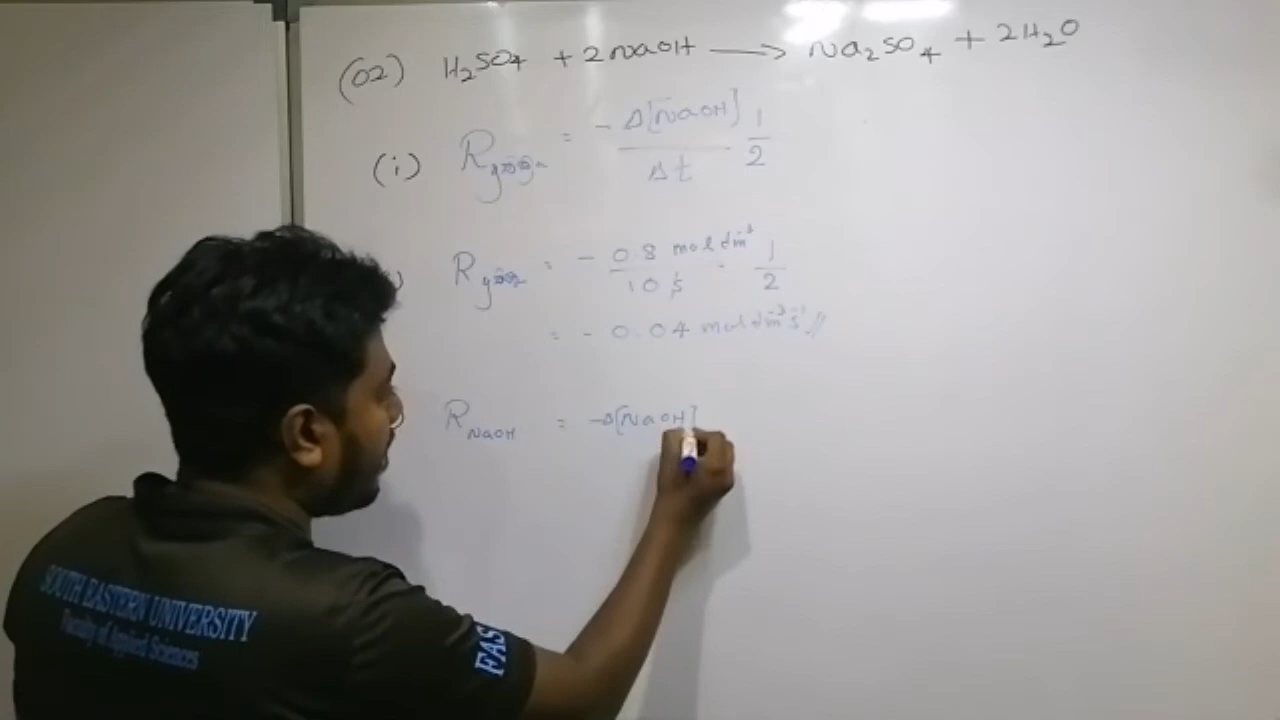 (02) H₂SO₄ + 2NaOH ⟶ Na₂SO₄ + 2H₂O
(i) R = - Δ[NaOH] / Δt 1/2
R = - 0.8 mol dm⁻³ / 10 s · 1/2
= - 0.04 mol dm⁻³ s⁻¹ //
R NaOH = -Δ[NaOH]
SOUTH EASTERN UNIVERSITY
Faculty of Applied Sciences
FAS